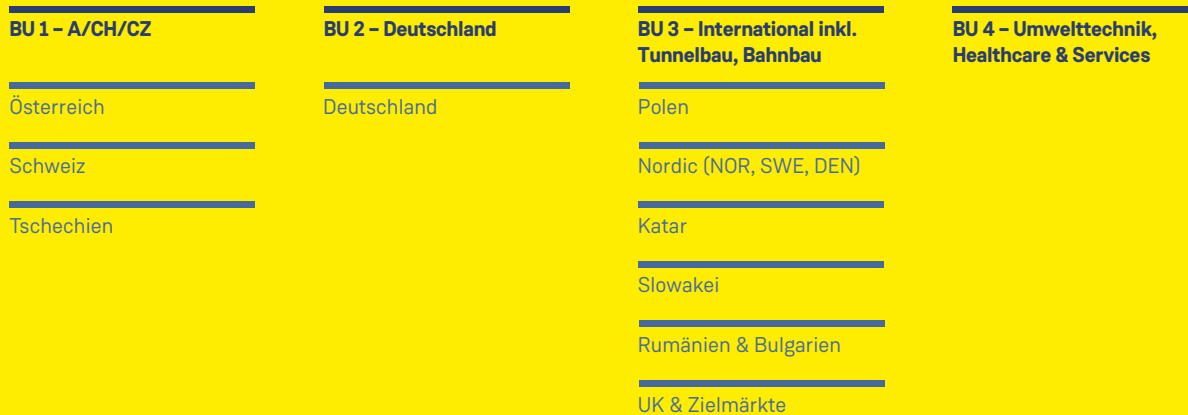 BU 1 – A/CH/CZ
Österreich
Schweiz
Tschechien
BU 2 – Deutschland
Deutschland
BU 3 – International inkl.
Tunnelbau, Bahnbau
Polen
Nordic (NOR, SWE, DEN)
Katar
Slowakei
Rumänien & Bulgarien
UK & Zielmärkte
BU 4 – Umwelttechnik,
Healthcare & Services